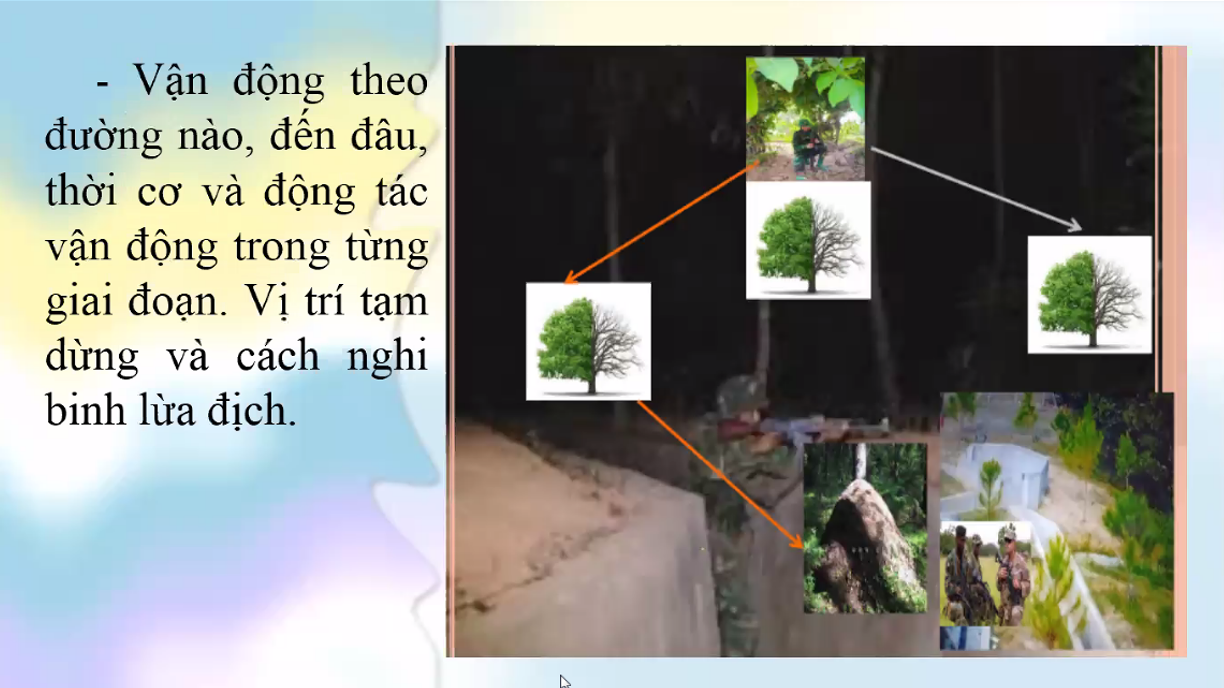 - Vận động theo
đường nào, đến đâu,
thời cơ và động tác
vận động trong từng
giai đoạn. Vị trí tạm
dừng và cách nghi
binh lừa địch.